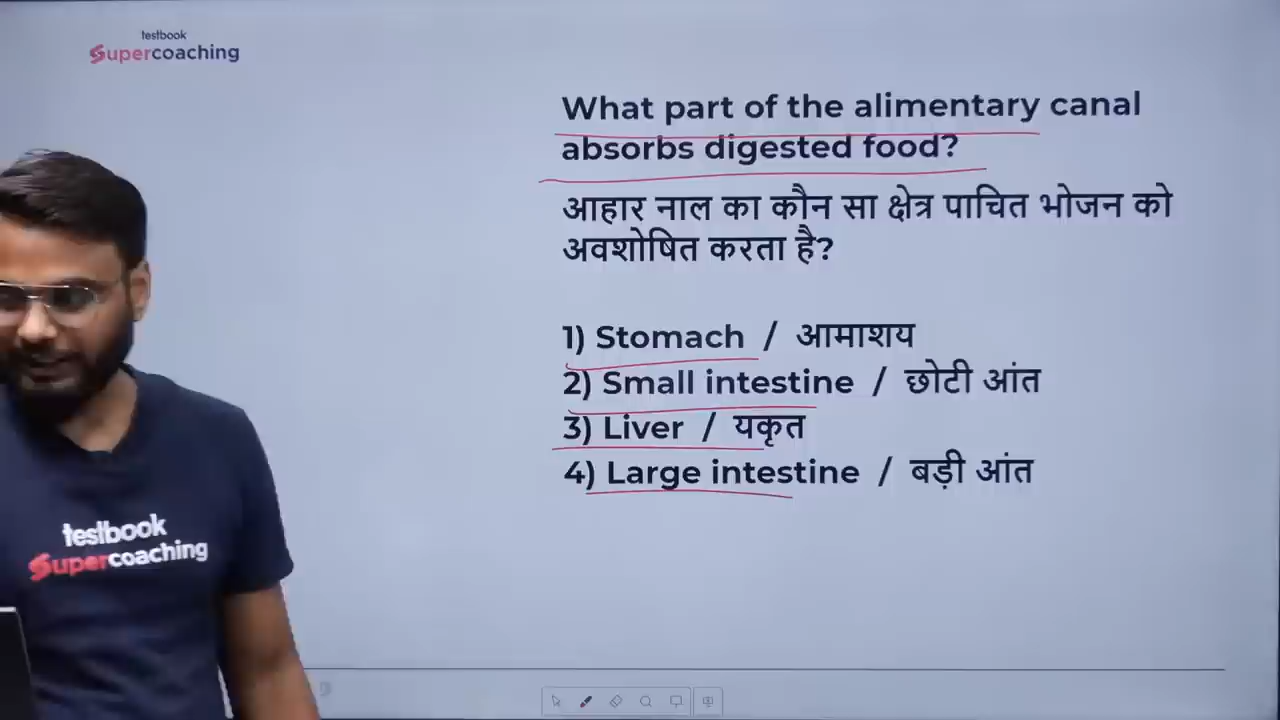 testbook
Supercoaching
What part of the alimentary canal
absorbs digested food?
आहार नाल का कौन सा क्षेत्र पाचित भोजन को
अवशोषित करता है?
1) Stomach / आमाशय
2) Small intestine / छोटी आंत
3) Liver / यकृत
4) Large intestine / बड़ी आंत
testbook
Supercoaching